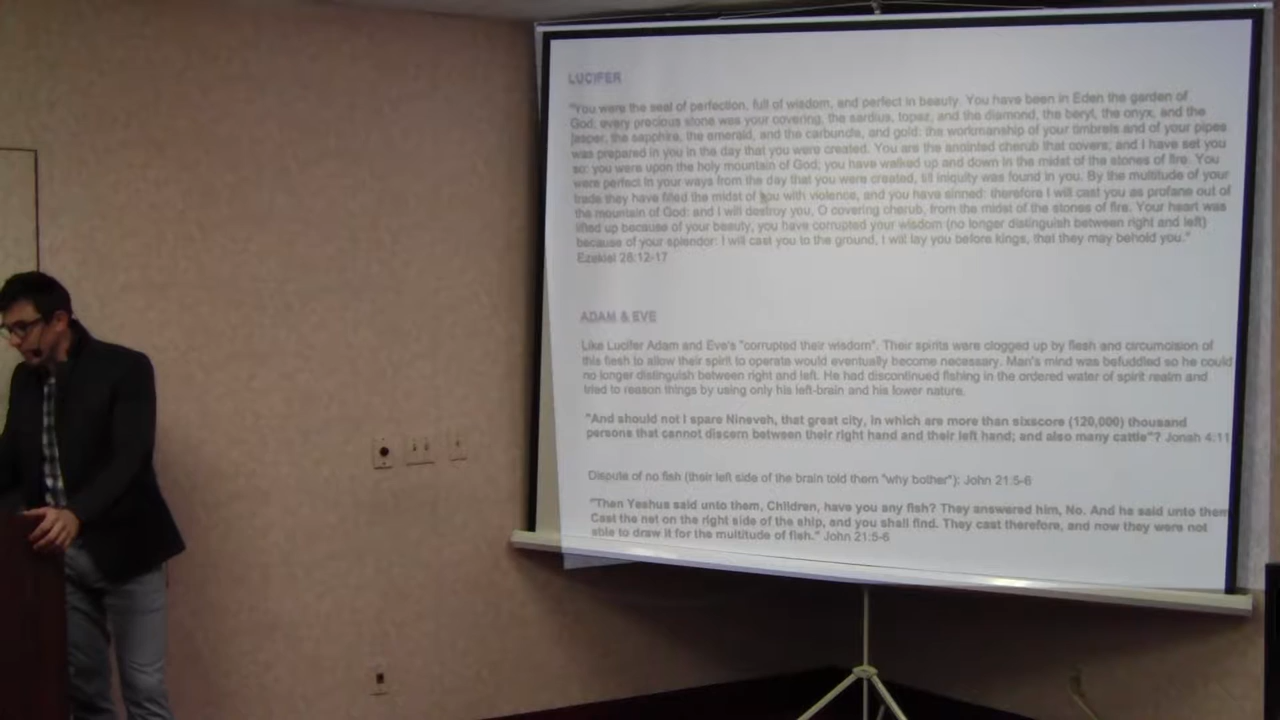 LUCIFER
"You were the seal of perfection, full of wisdom, and perfect in beauty. You have been in Eden the garden of
God; every precious stone was your covering, the sardius, topaz, and the diamond, the beryl, the onyx, and the
jasper, the sapphire, the emerald, and the carbuncle, and gold: the workmanship of your timbrels and of your pipes
was prepared in you in the day that you were created. You are the anointed cherub that covers; and I have set you
so: you were upon the holy mountain of God; you have walked up and down in the midst of the stones of fire. You
were perfect in your ways from the day that you were created, till iniquity was found in you. By the multitude of your
trade they have filled the midst of you with violence, and you have sinned: therefore I will cast you as profane out of
the mountain of God: and I will destroy you, O covering cherub, from the midst of the stones of fire. Your heart was
lifted up because of your beauty, you have corrupted your wisdom (no longer distinguish between right and left)
because of your splendor: I will cast you to the ground, I will lay you before kings, that they may behold you."
Ezekiel 28:12-17
ADAM & EVE
Like Lucifer Adam and Eve's "corrupted their wisdom". Their spirits were clogged up by flesh and circumcision of
this flesh to allow their spirit to operate would eventually become necessary. Man's mind was befuddled so he could
no longer distinguish between right and left. He had discontinued fishing in the ordered water of spirit realm and
tried to reason things by using only his left-brain and his lower nature.
"And should not I spare Nineveh, that great city, in which are more than sixscore (120,000) thousand
persons that cannot discern between their right hand and their left hand; and also many cattle"? Jonah 4:11
Dispute of no fish (their left side of the brain told them "why bother"): John 21:5-6
"Then Yeshus said unto them, Children, have you any fish? They answered him, No. And he said unto them
Cast the net on the right side of the ship, and you shall find. They cast therefore, and now they were not
able to draw it for the multitude of fish." John 21:5-6